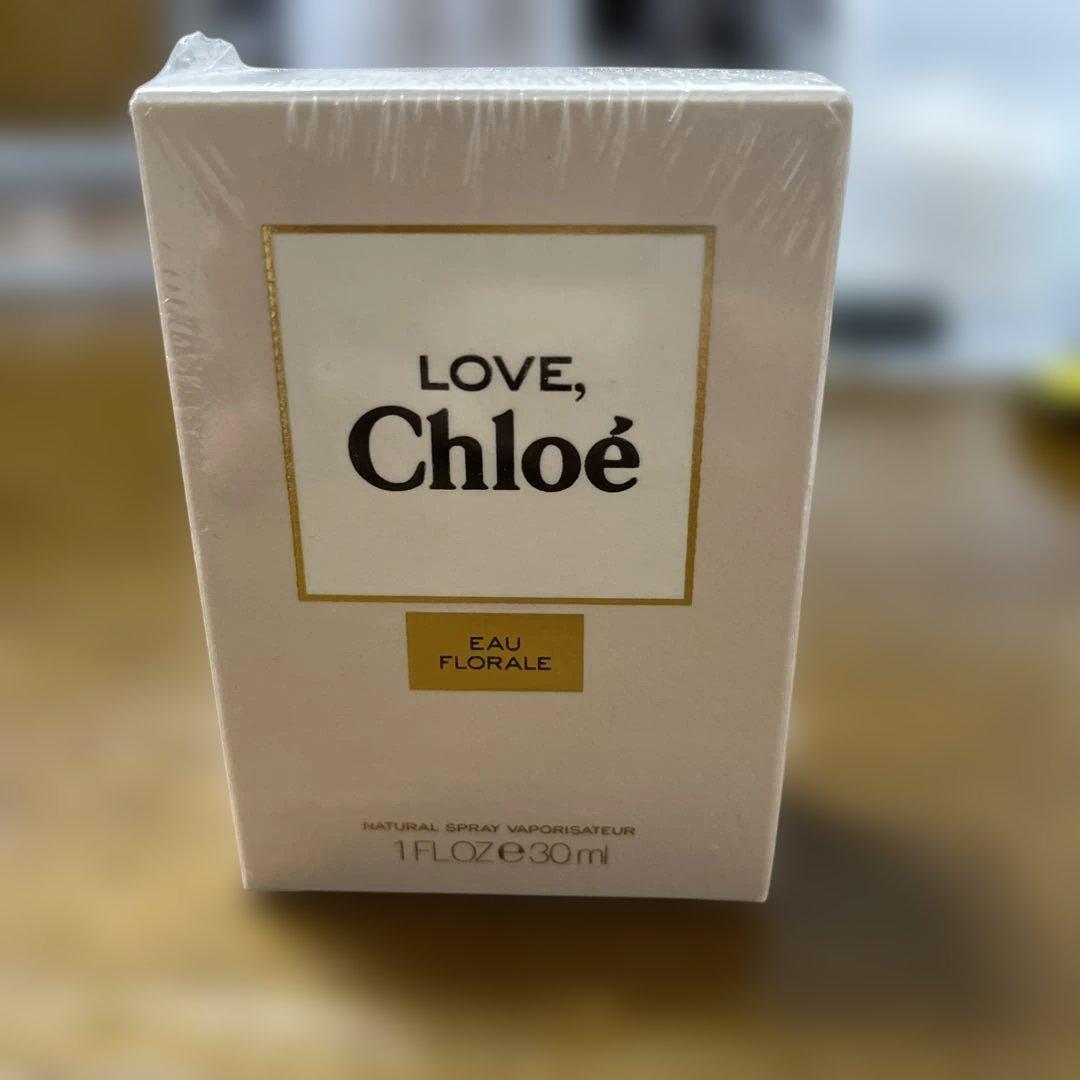 LOVE,
Chloé
EAU
FLORALE
NATURAL SPRAY VAPORISATEUR
1 FL OZ ℮ 30 ml